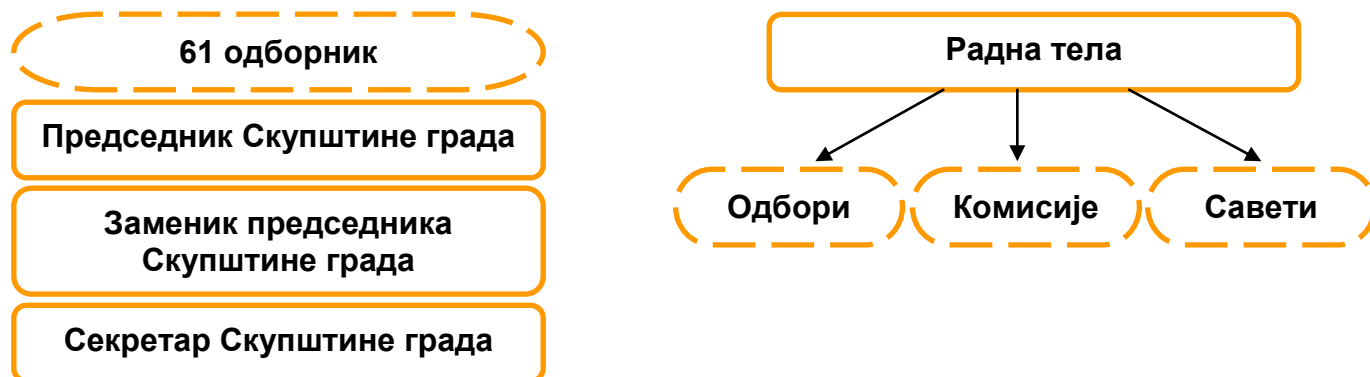 61 одборник
Председник Скупштине града
Заменик председника
Скупштине града
Секретар Скупштине града
Радна тела
Одбори
Комисије
Савети